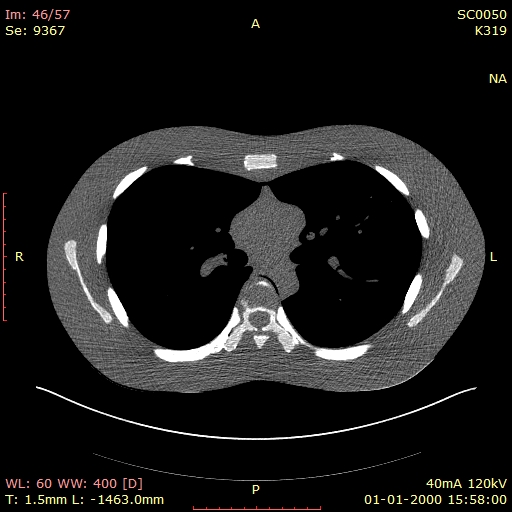 Im: 46/57
Se: 9367
A
SC0050
K319
NA
R
L
WL: 60 WW: 400 [D]
T: 1.5mm L: -1463.0mm
P
40mA 120kV
01-01-2000 15:58:00